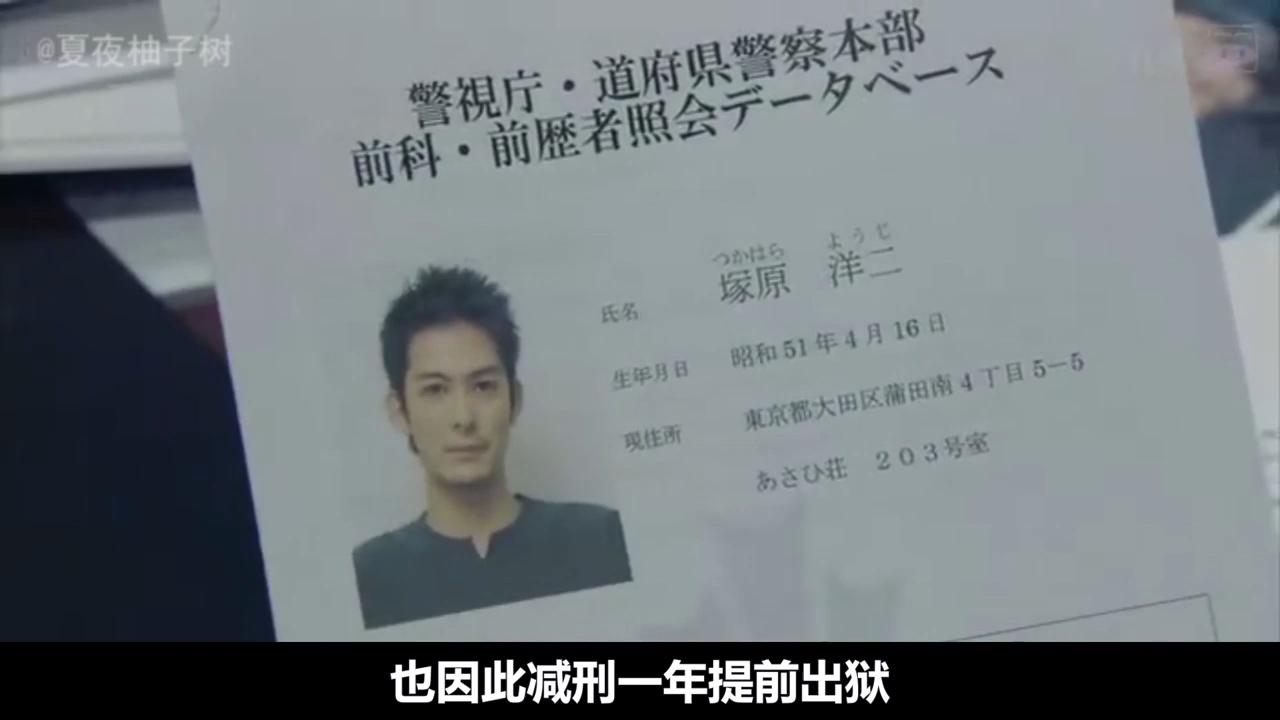 @夏夜柚子树
警視庁・道府県警察本部
前科・前歴者照会データベース
つかはら ようじ
氏名 塚原 洋二
生年月日 昭和51年4月16日
現住所 東京都大田区蒲田南4丁目5−5
あさひ荘 203号室
也因此减刑一年提前出狱